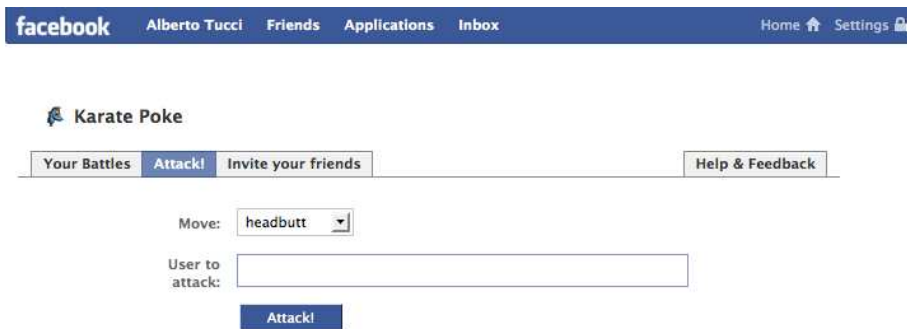 facebook Alberto Tucci Friends Applications Inbox Home Settings
Karate Poke
Your Battles Attack! Invite your friends Help & Feedback
Move: headbutt
User to
attack:
Attack!